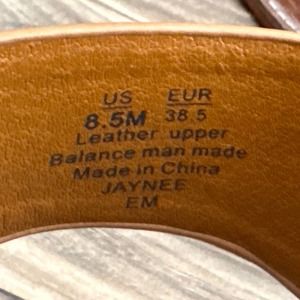 US EUR
8.5M 38.5
Leather upper
Balance man made
Made in China
JAYNEE
EM